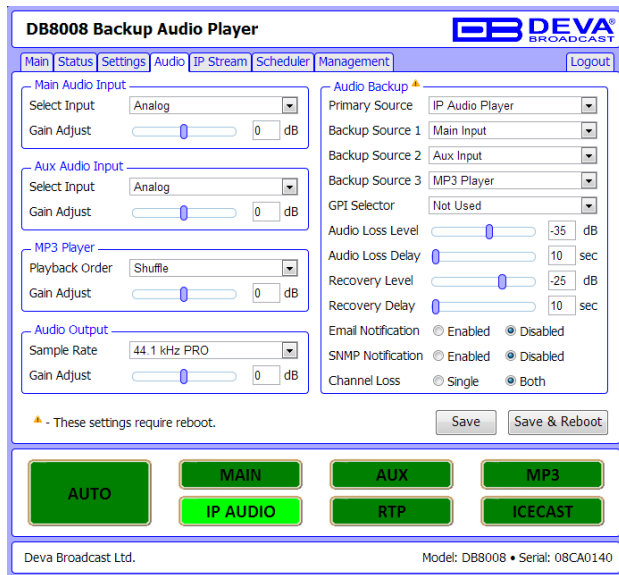 DB8008 Backup Audio Player
DB DEVA
BROADCAST
Main Status Settings Audio IP Stream Scheduler Management Logout
Main Audio Input
Select Input Analog
Gain Adjust 0 dB
Aux Audio Input
Select Input Analog
Gain Adjust 0 dB
MP3 Player
Playback Order Shuffle
Gain Adjust 0 dB
Audio Output
Sample Rate 44.1 kHz PRO
Gain Adjust 0 dB
Audio Backup
Primary Source IP Audio Player
Backup Source 1 Main Input
Backup Source 2 Aux Input
Backup Source 3 MP3 Player
GPI Selector Not Used
Audio Loss Level -35 dB
Audio Loss Delay 10 sec
Recovery Level -25 dB
Recovery Delay 10 sec
Email Notification Enabled Disabled
SNMP Notification Enabled Disabled
Channel Loss Single Both
- These settings require reboot.
Save Save & Reboot
AUTO
MAIN AUX MP3
IP AUDIO RTP ICECAST
Deva Broadcast Ltd. Model: DB8008 • Serial: 08CA0140